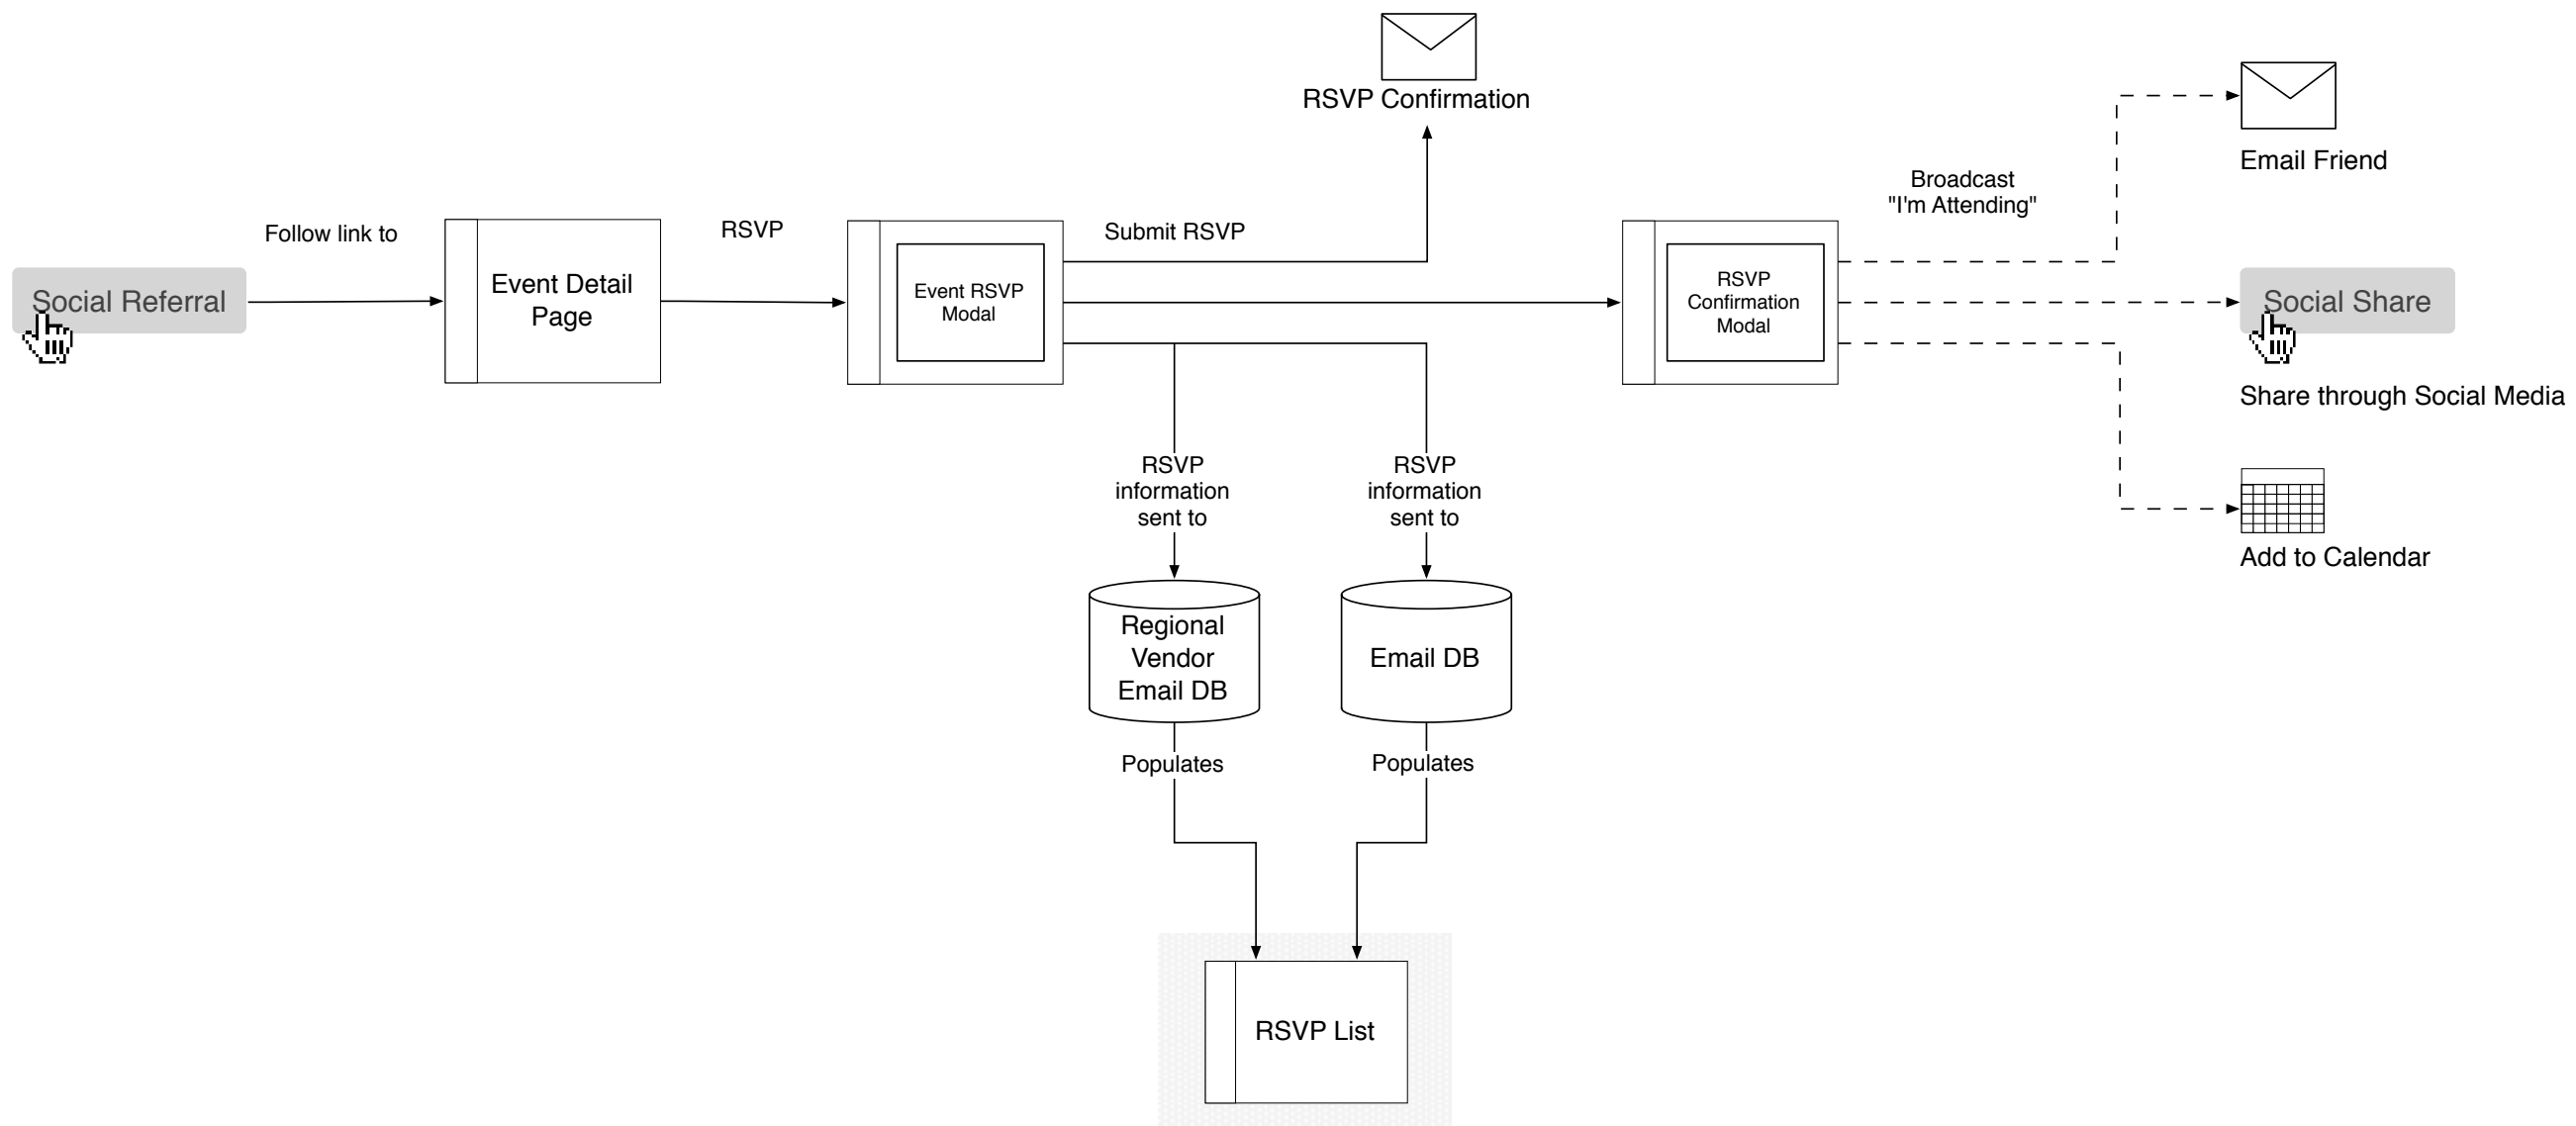 RSVP Confirmation
Email Friend
Broadcast
"I'm Attending"
Follow link to
RSVP
Submit RSVP
Social Referral
Event Detail
Page
Event RSVP
Modal
RSVP
Confirmation
Modal
Social Share
Share through Social Media
RSVP
information
sent to
RSVP
information
sent to
Add to Calendar
Regional
Vendor
Email DB
Email DB
Populates
Populates
RSVP List